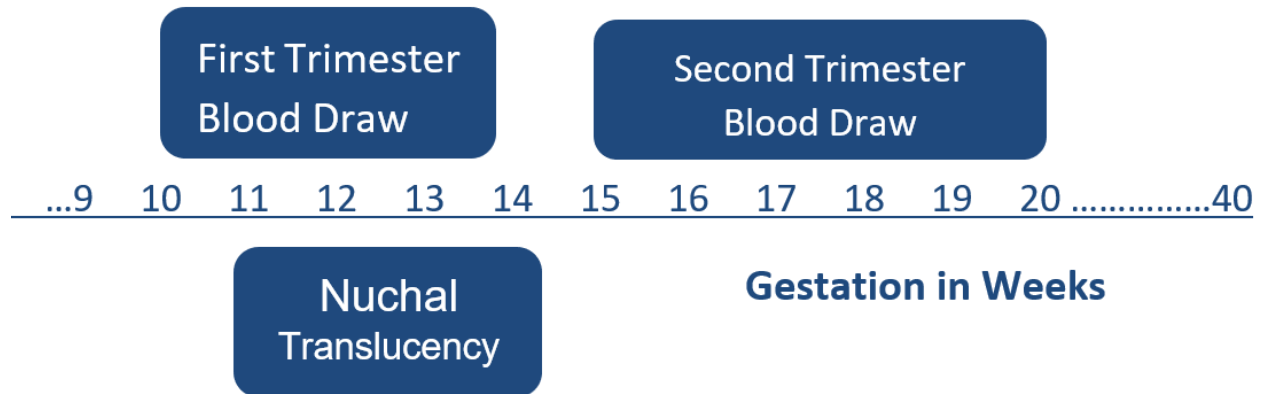 First Trimester
Blood Draw
Second Trimester
Blood Draw
...9 10 11 12 13 14 15 16 17 18 19 20 ...............40
Nuchal
Translucency
Gestation in Weeks